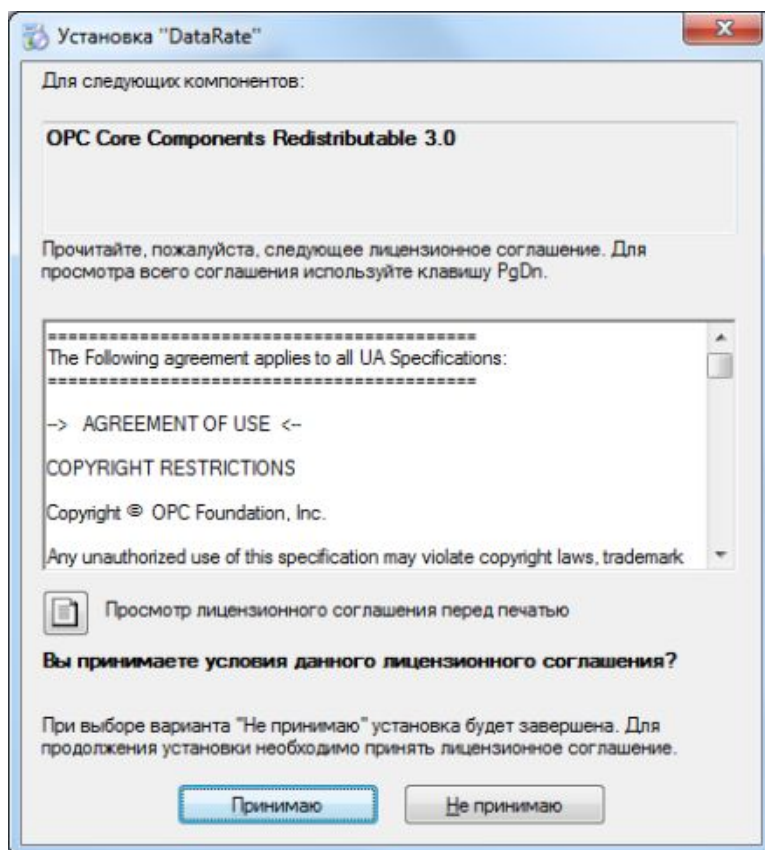 Установка "DataRate"
Для следующих компонентов:
OPC Core Components Redistributable 3.0
Прочитайте, пожалуйста, следующее лицензионное соглашение. Для
просмотра всего соглашения используйте клавишу PgDn.
==========================================
The Following agreement applies to all UA Specifications:
==========================================
--> AGREEMENT OF USE <--
COPYRIGHT RESTRICTIONS
Copyright © OPC Foundation, Inc.
Any unauthorized use of this specification may violate copyright laws, trademark
Просмотр лицензионного соглашения перед печатью
Вы принимаете условия данного лицензионного соглашения?
При выборе варианта "Не принимаю" установка будет завершена. Для
продолжения установки необходимо принять лицензионное соглашение.
Принимаю
Не принимаю